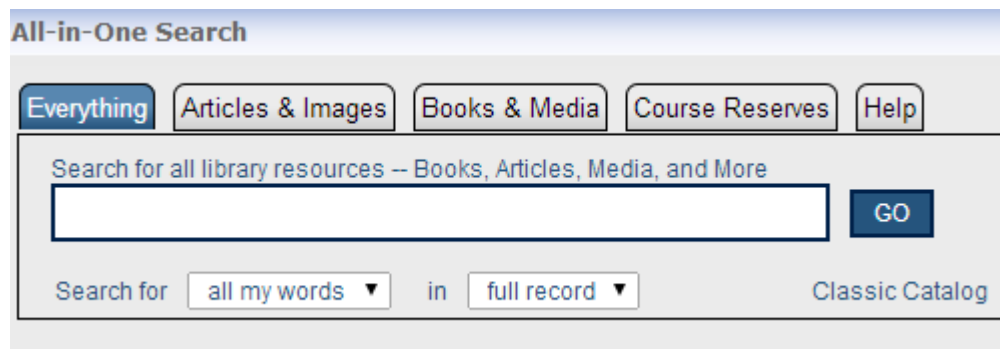 All-in-One Search
Everything Articles & Images Books & Media Course Reserves Help
Search for all library resources -- Books, Articles, Media, and More
GO
Search for all my words in full record Classic Catalog